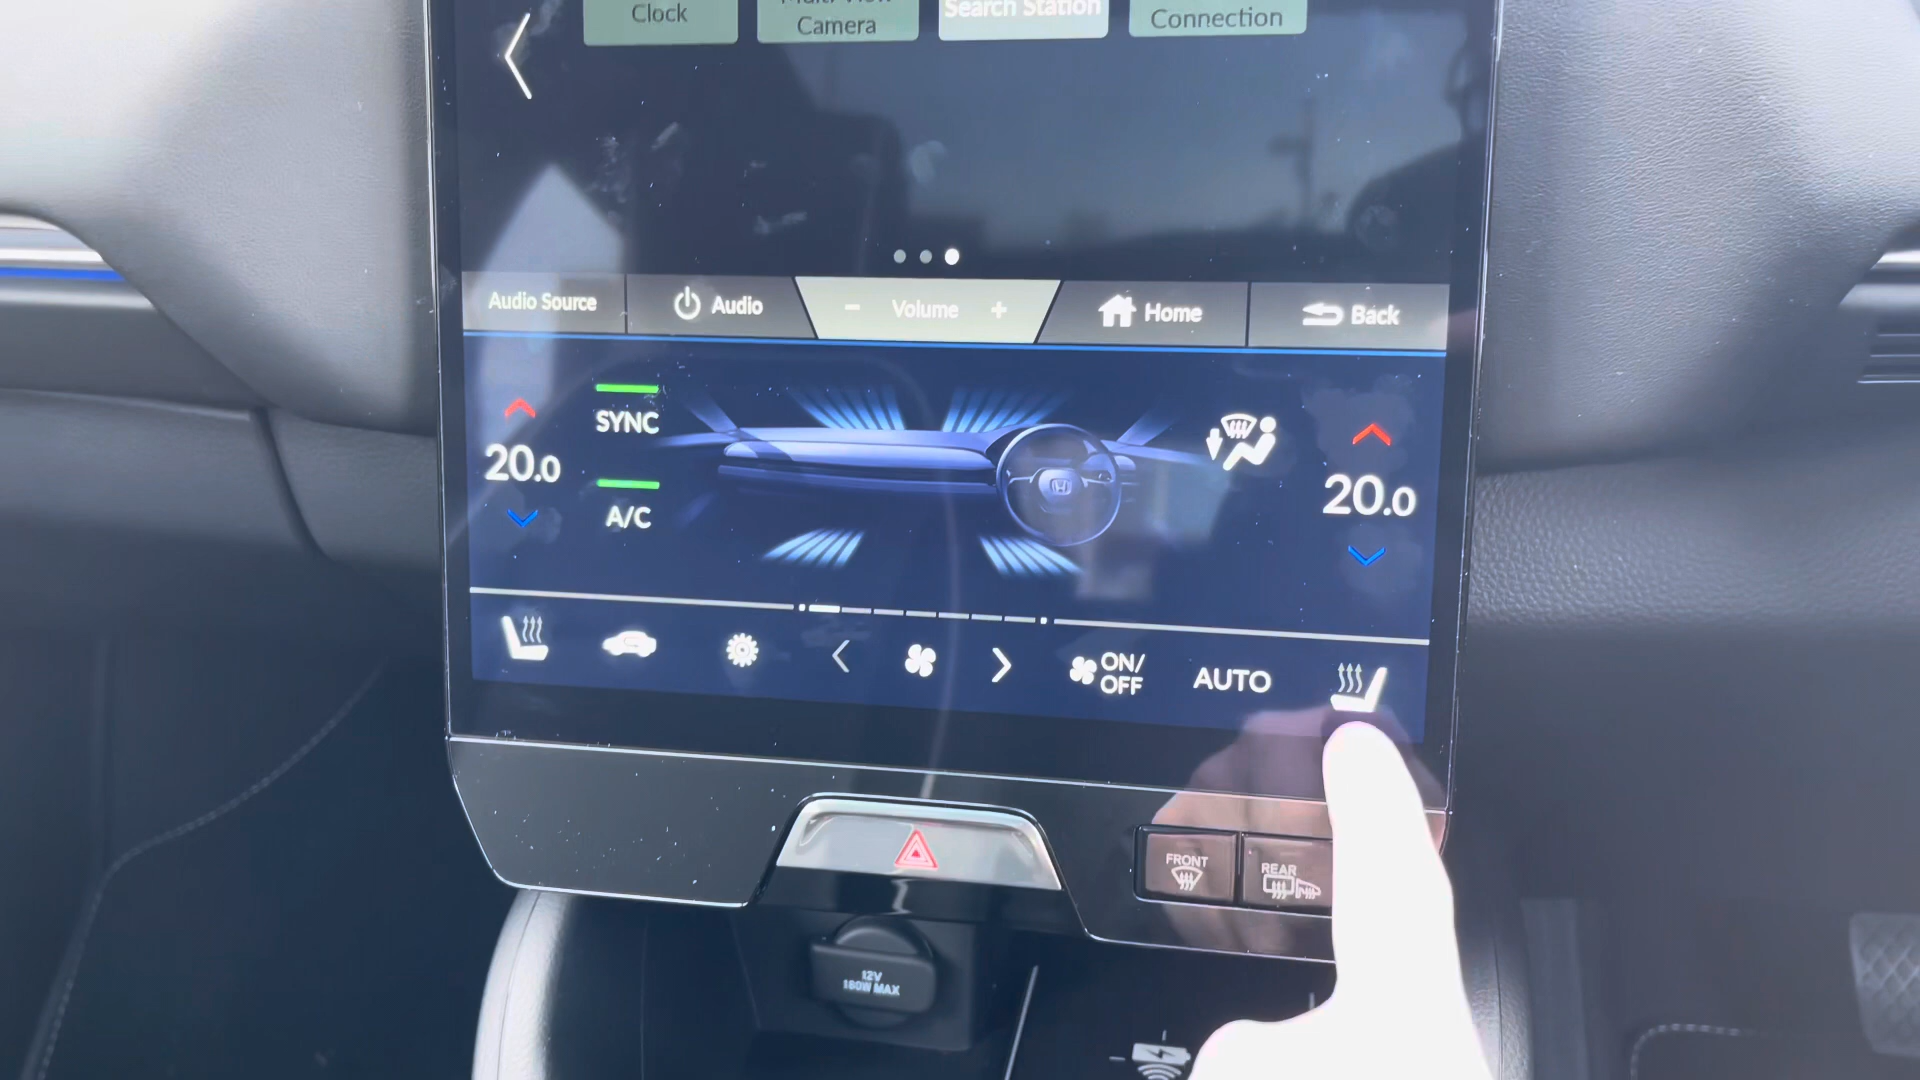 Clock
Multi-View
Camera
Search Station
Connection
Audio Source
Audio
- Volume +
Home
Back
SYNC
20.0
A/C
20.0
ON/
OFF
AUTO
FRONT
REAR
12V
180W MAX